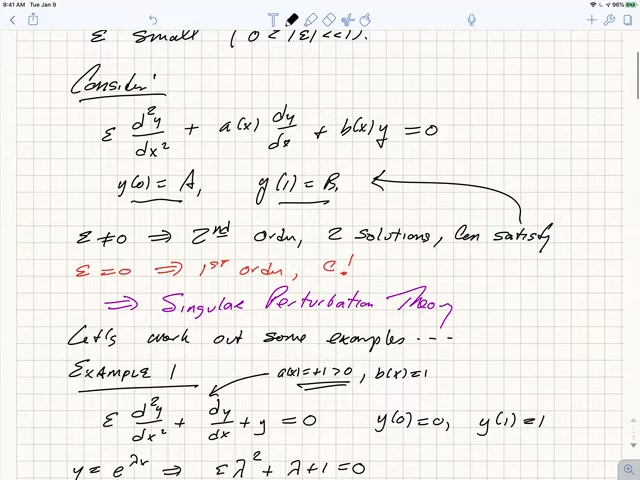 9:41 AM Tue Jan 9
96%
ε small (0 < |ε| << 1).
Consider:
ε d²y/dx² + a(x) dy/dx + b(x)y = 0
y(0) = A, y(1) = B,
ε ≠ 0 ⇒ 2nd order, 2 solutions, can satisfy
ε = 0 ⇒ 1st order, C!
⇒ Singular Perturbation Theory
Let's work out some examples ...
Example 1
a(x) = +1 > 0, b(x) = 1
ε d²y/dx² + dy/dx + y = 0 y(0) = 0, y(1) = 1
y = e^λx ⇒ ελ² + λ + 1 = 0